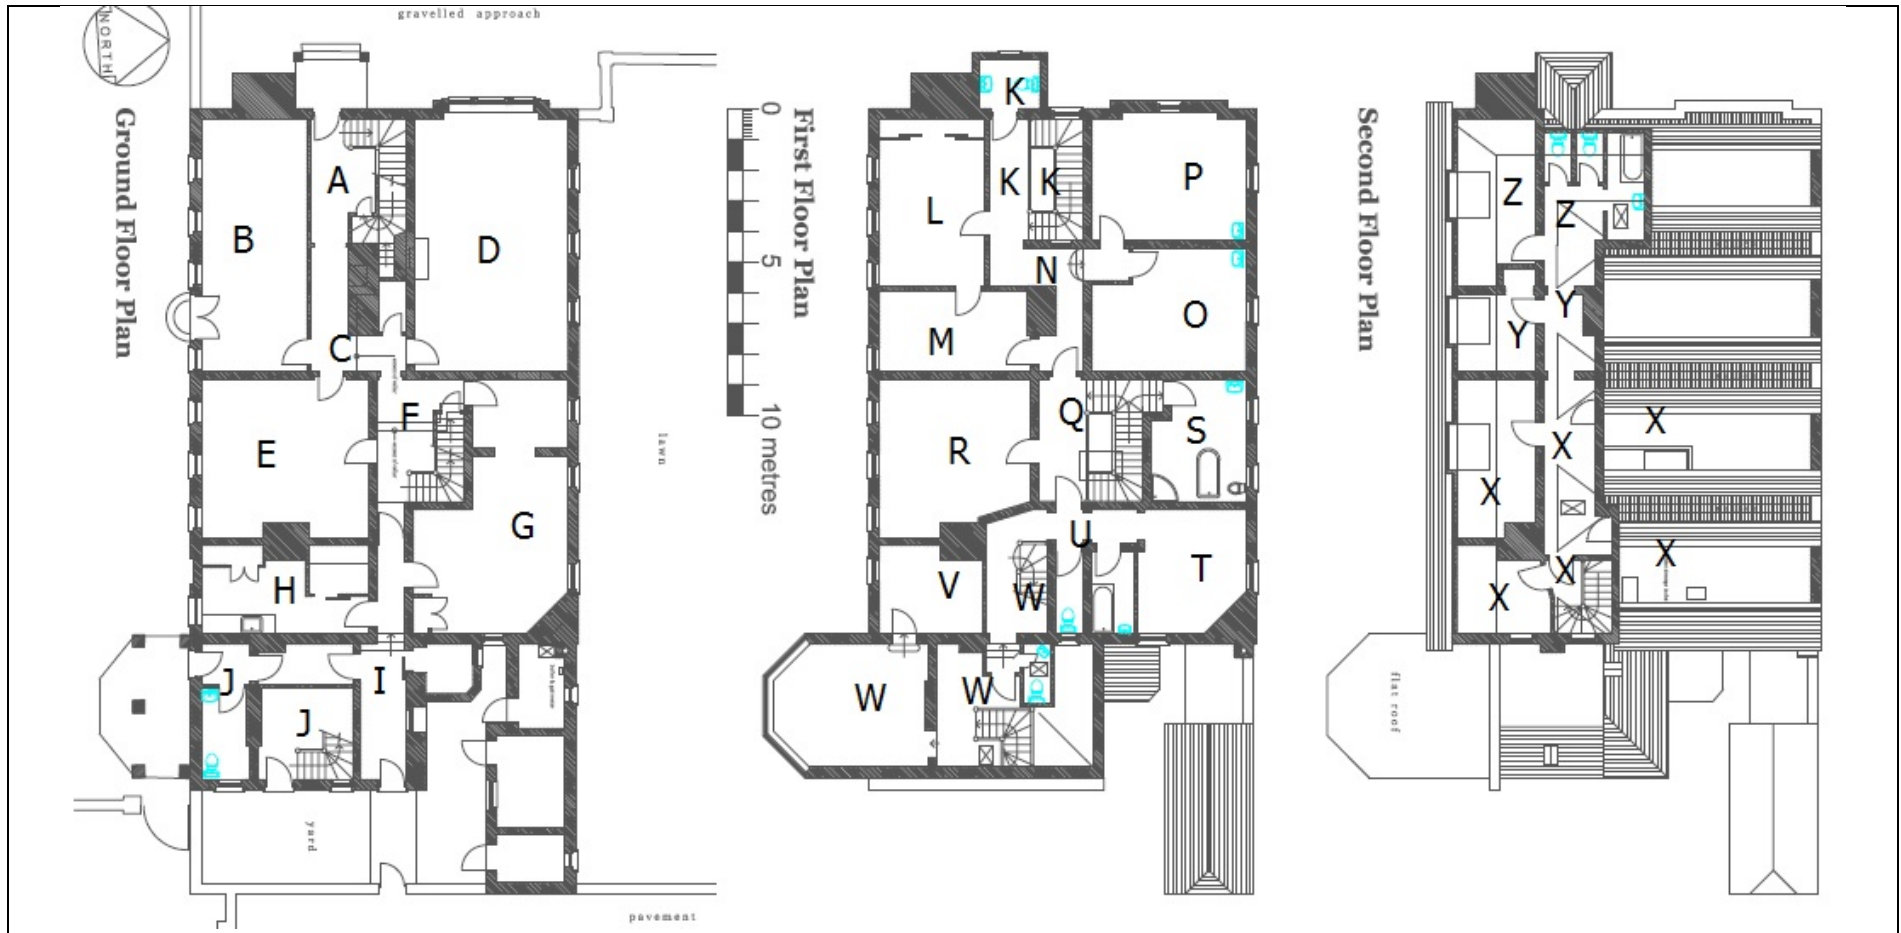 gravelled approach
NORTH
Ground Floor Plan
A
B
C
D
E
F
G
H
I
J
J
lawn
yard
pavement
0
5
10 metres
First Floor Plan
K
K
K
L
P
N
O
M
Q
R
S
U
T
V
W
W
W
Second Floor Plan
Z
Z
Y
Y
X
X
X
X
X
X
flat roof